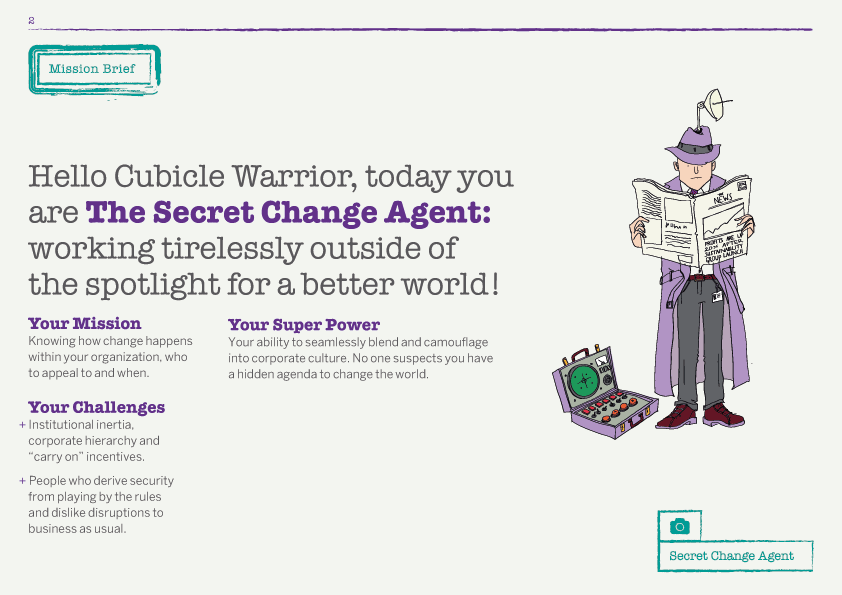 2
Mission Brief
Hello Cubicle Warrior, today you
are The Secret Change Agent:
working tirelessly outside of
the spotlight for a better world!
Your Mission
Knowing how change happens
within your organization, who
to appeal to and when.
Your Challenges
+ Institutional inertia,
corporate hierarchy and
“carry on” incentives.
+ People who derive security
from playing by the rules
and dislike disruptions to
business as usual.
Your Super Power
Your ability to seamlessly blend and camouflage
into corporate culture. No one suspects you have
a hidden agenda to change the world.
NEWS
PROFITS ARE UP
20% AFTER
SUSTAINABILITY
GROUP LAUNCH
Secret Change Agent